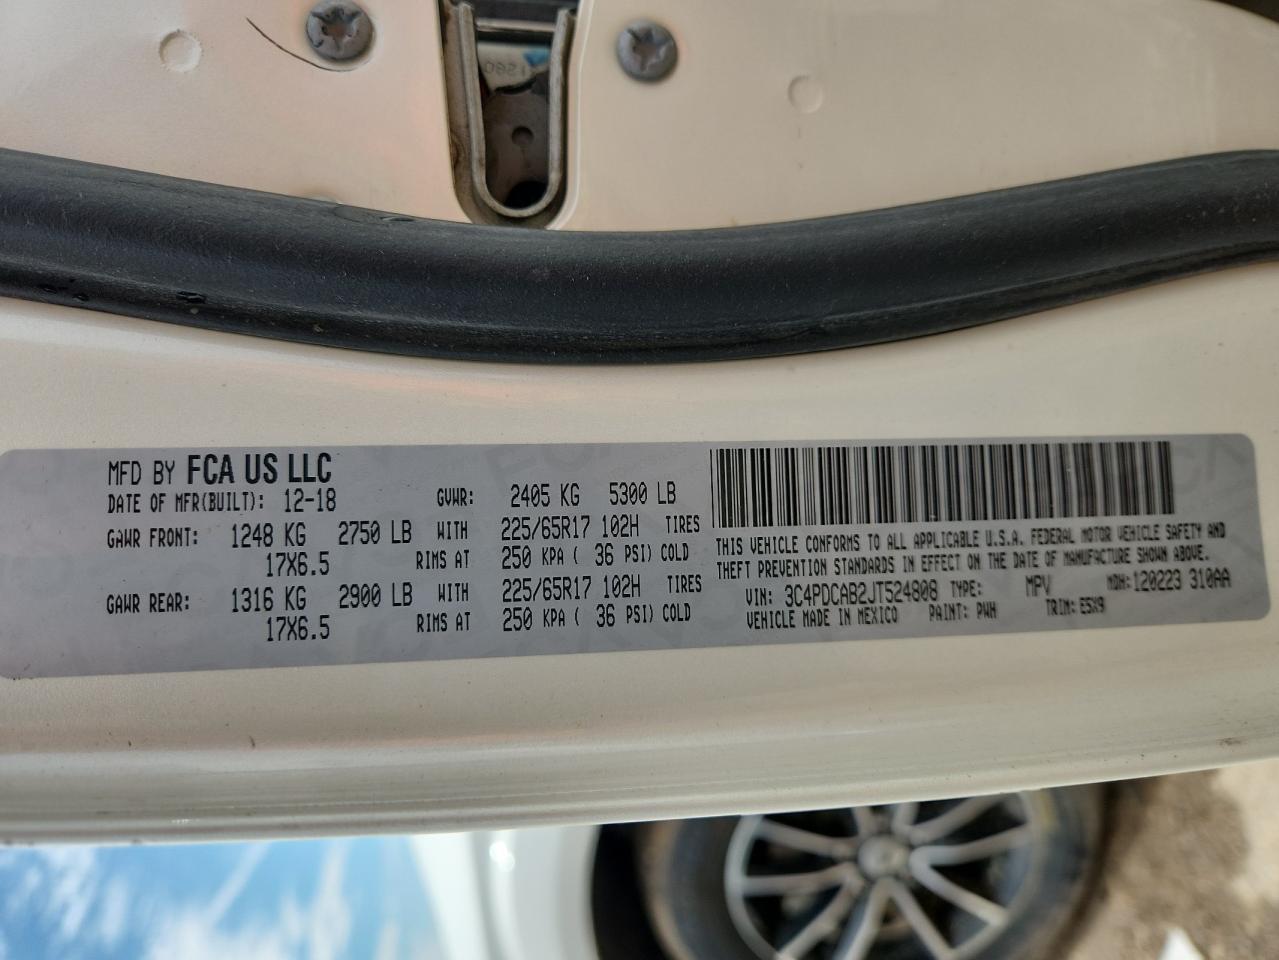 MFD BY FCA US LLC
DATE OF MFR(BUILT): 12-18 GVWR: 2405 KG 5300 LB
GAWR FRONT: 1248 KG 2750 LB WITH 225/65R17 102H TIRES
17X6.5 RIMS AT 250 KPA ( 36 PSI) COLD
GAWR REAR: 1316 KG 2900 LB WITH 225/65R17 102H TIRES
17X6.5 RIMS AT 250 KPA ( 36 PSI) COLD
THIS VEHICLE CONFORMS TO ALL APPLICABLE U.S.A. FEDERAL MOTOR VEHICLE SAFETY AND
THEFT PREVENTION STANDARDS IN EFFECT ON THE DATE OF MANUFACTURE SHOWN ABOVE.
VIN: 3C4PDCAB2JT524808 TYPE: MPV MDH: 120223 310AA
VEHICLE MADE IN MEXICO PAINT: PWH TRIM: E5X9